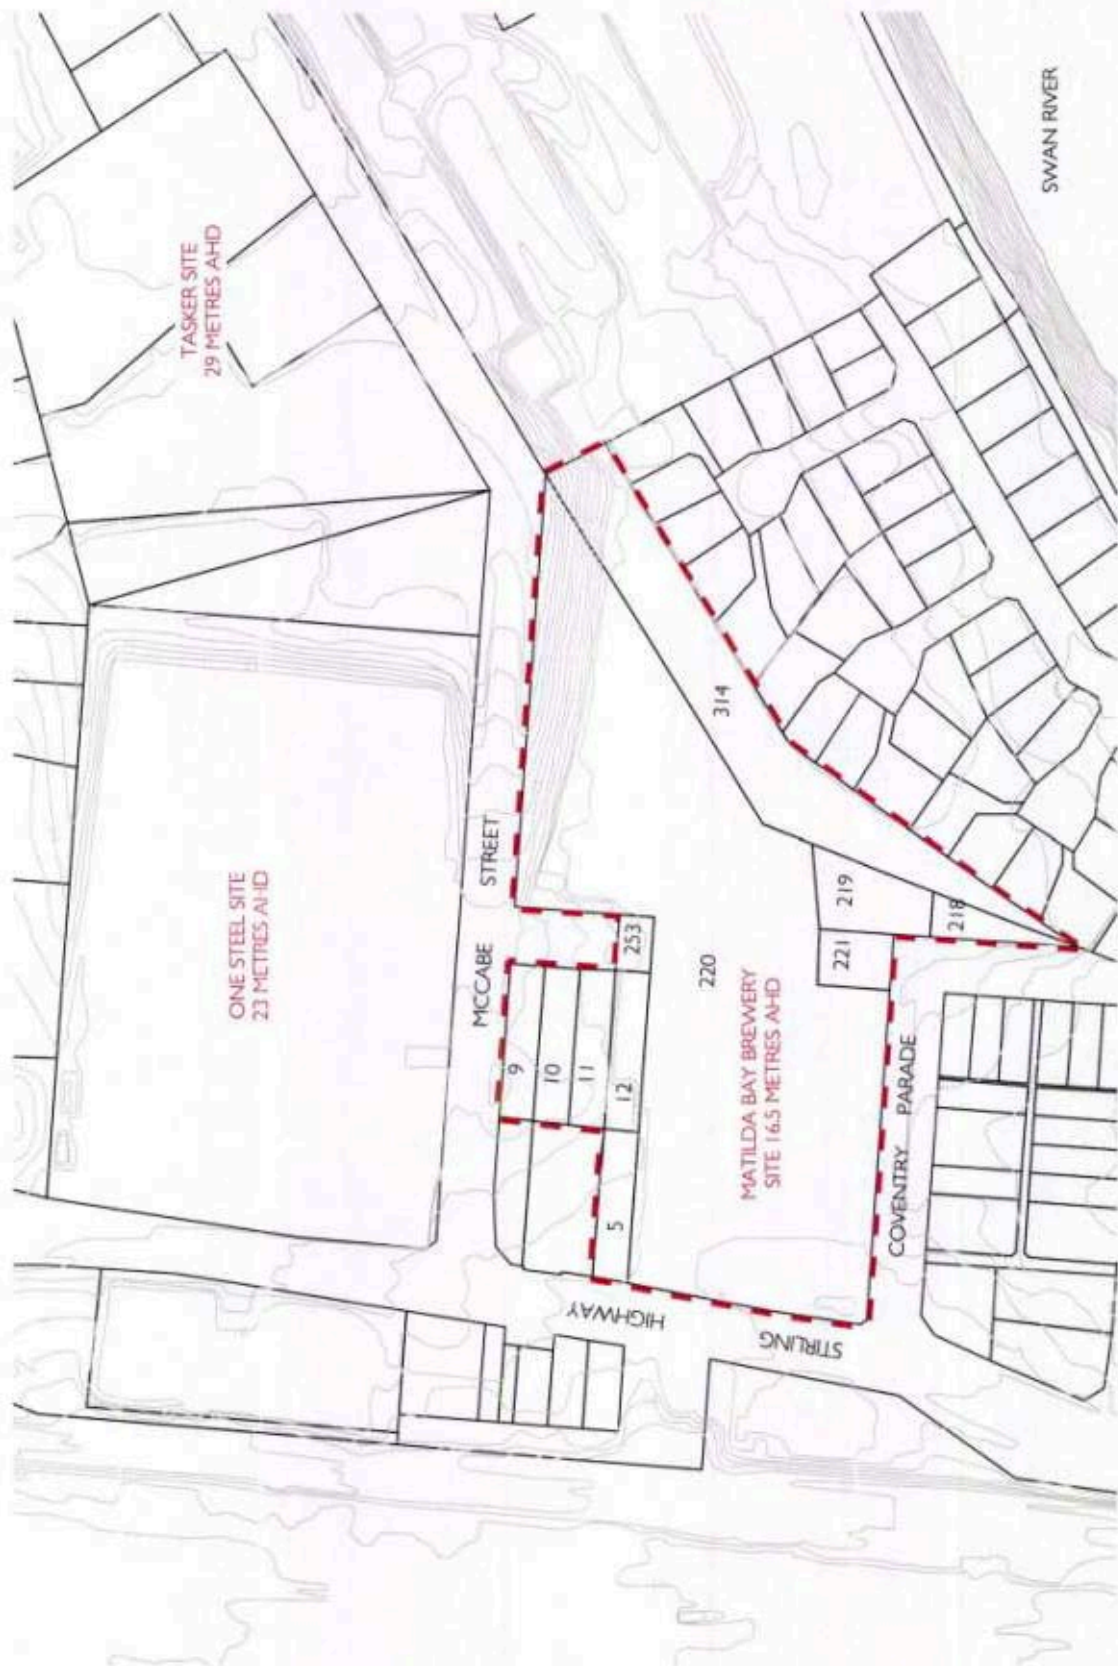 TASKER SITE
29 METRES AHD
SWAN RIVER
ONE STEEL SITE
23 METRES AHD
MCCABE STREET
314
219
218
221
253
220
9
10
11
12
5
MATILDA BAY BREWERY
SITE 16.5 METRES AHD
COVENTRY PARADE
STIRLING HIGHWAY